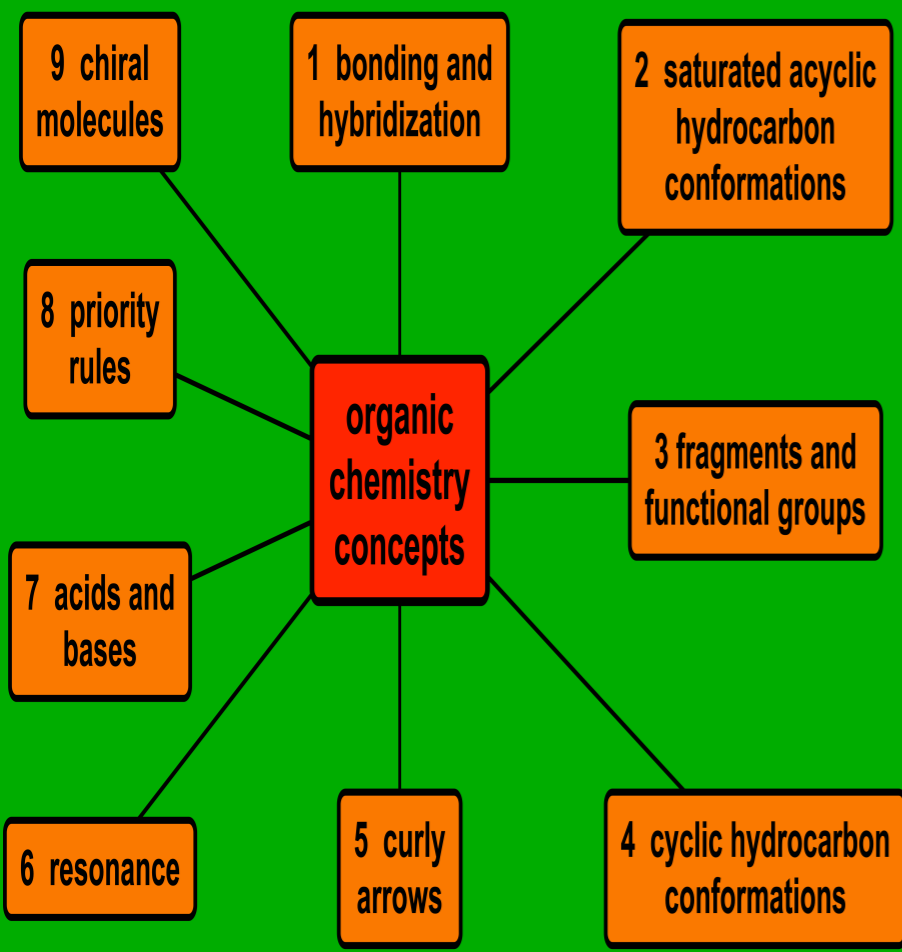 9 chiral
molecules
1 bonding and
hybridization
2 saturated acyclic
hydrocarbon
conformations
8 priority
rules
organic
chemistry
concepts
3 fragments and
functional groups
7 acids and
bases
6 resonance
5 curly
arrows
4 cyclic hydrocarbon
conformations